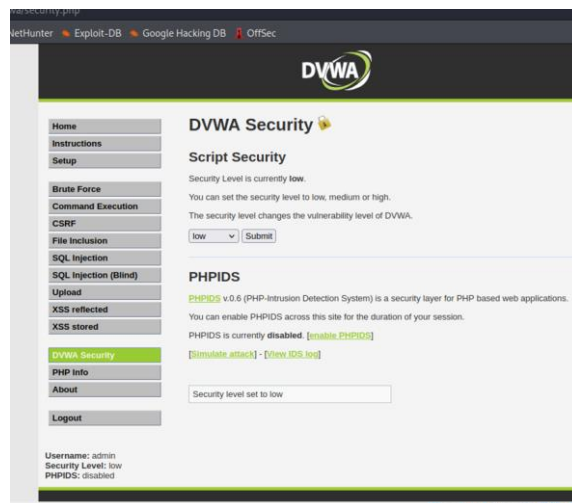 wa/security.php
NetHunter Exploit-DB Google Hacking DB OffSec
DVWA
Home
Instructions
Setup
Brute Force
Command Execution
CSRF
File Inclusion
SQL Injection
SQL Injection (Blind)
Upload
XSS reflected
XSS stored
DVWA Security
PHP Info
About
Logout
DVWA Security
Script Security
Security Level is currently low.
You can set the security level to low, medium or high.
The security level changes the vulnerability level of DVWA.
low Submit
PHPIDS
PHPIDS v.0.6 (PHP-Intrusion Detection System) is a security layer for PHP based web applications.
You can enable PHPIDS across this site for the duration of your session.
PHPIDS is currently disabled. [enable PHPIDS]
[Simulate attack] - [View IDS log]
Security level set to low
Username: admin
Security Level: low
PHPIDS: disabled